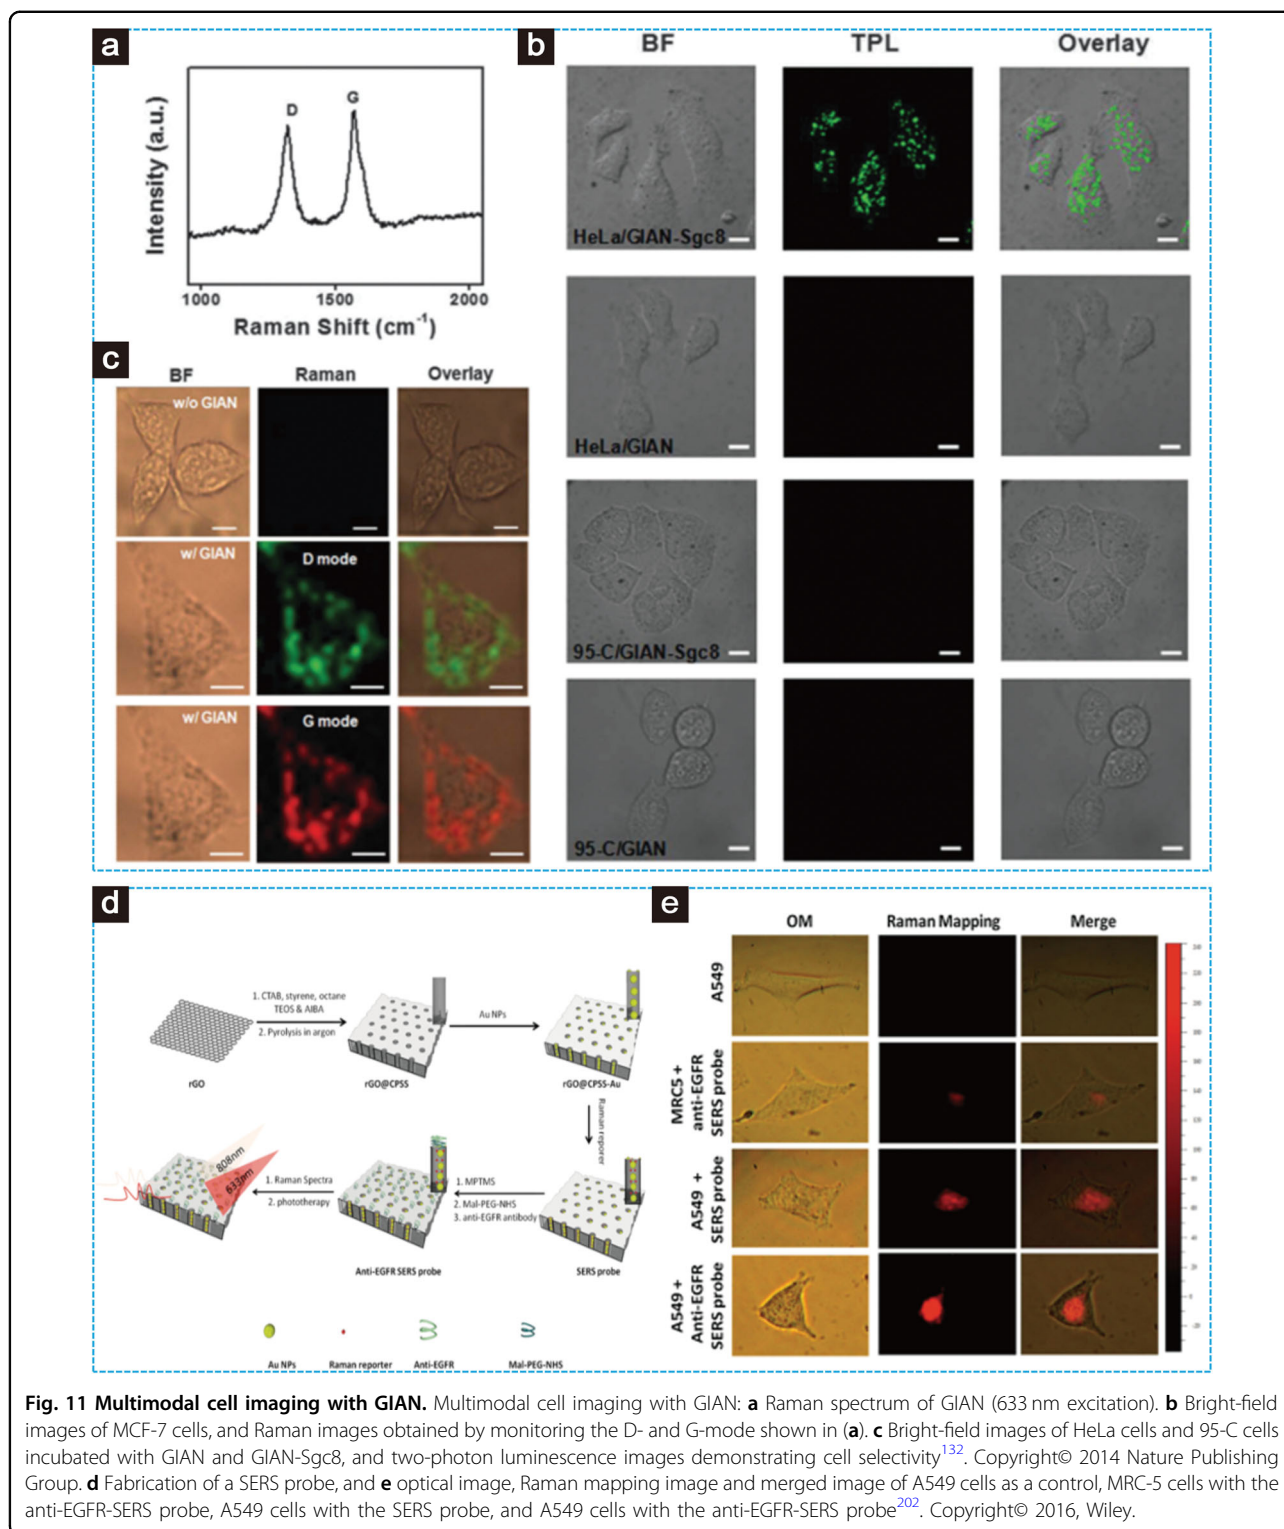 a
Intensity (a.u.)
D
G
1000
1500
2000
Raman Shift (cm-1)
b
BF
TPL
Overlay
HeLa/GIAN-Sgc8
HeLa/GIAN
95-C/GIAN-Sgc8
95-C/GIAN
c
BF
Raman
Overlay
w/o GIAN
w/ GIAN
D mode
w/ GIAN
G mode
d
rGO
1. CTAB, styrene, octane
TEOS & AIBA
2. Pyrolysis in argon
rGO@CPSS
Au NPs
rGO@CPSS-Au
Raman reporer
SERS probe
1. MPTMS
2. Mal-PEG-NHS
3. anti-EGFR antibody
Anti-EGFR SERS probe
1. Raman Spectra
2. phototherapy
808nm
633nm
Au NPs
Raman reporter
Anti-EGFR
Mal-PEG-NHS
e
OM
Raman Mapping
Merge
A549
MRC5 +
anti-EGFR
SERS probe
A549 +
SERS probe
A549 +
Anti-EGFR
SERS probe
Fig. 11 Multimodal cell imaging with GIAN. Multimodal cell imaging with GIAN: a Raman spectrum of GIAN (633 nm excitation). b Bright-field
images of MCF-7 cells, and Raman images obtained by monitoring the D- and G-mode shown in (a). c Bright-field images of HeLa cells and 95-C cells
incubated with GIAN and GIAN-Sgc8, and two-photon luminescence images demonstrating cell selectivity132. Copyright© 2014 Nature Publishing
Group. d Fabrication of a SERS probe, and e optical image, Raman mapping image and merged image of A549 cells as a control, MRC-5 cells with the
anti-EGFR-SERS probe, A549 cells with the SERS probe, and A549 cells with the anti-EGFR-SERS probe202. Copyright© 2016, Wiley.